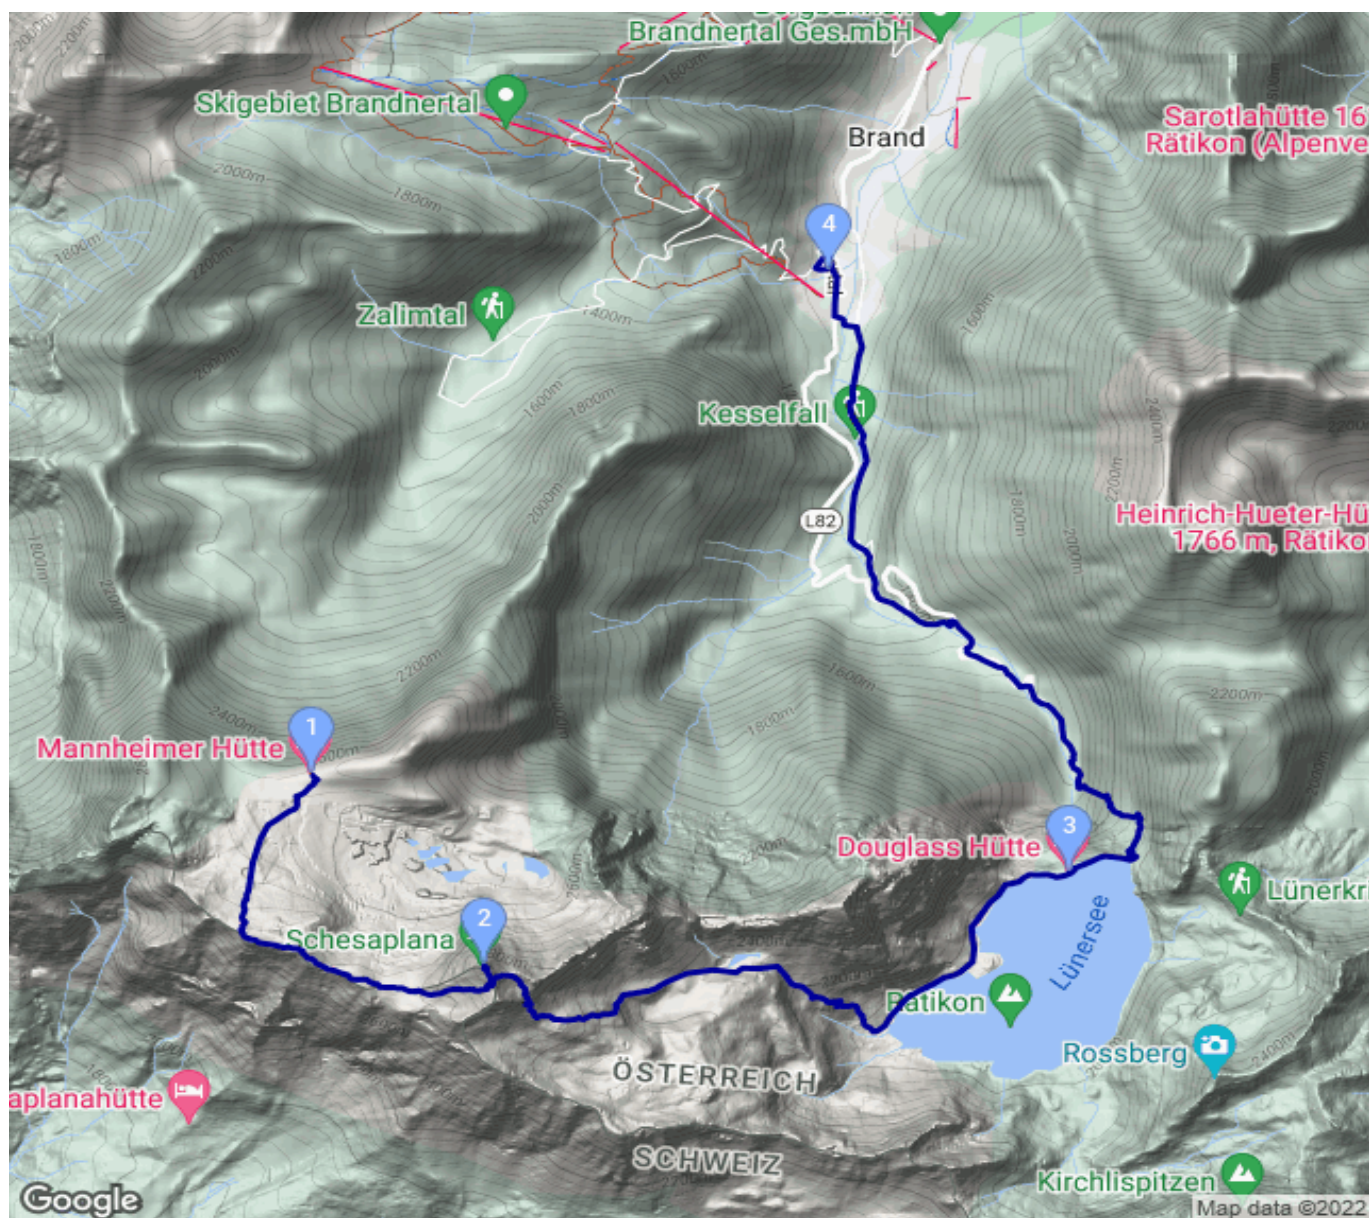 Brandnertal Ges.mbH
Skigebiet Brandnertal
Brand
Sarotlahütte 16
Rätikon (Alpenve
4
1800m
2000m
2200m
Zalimtal
1400m
1600m
Kesselfall
L82
Heinrich-Hueter-Hü
1766 m, Rätiko
2400m
1
Mannheimer Hütte
3
Douglass Hütte
Lünerkri
2
Schesaplana
Lünersee
Rätikon
Rossberg
ÖSTERREICH
aplanahütte
SCHWEIZ
Kirchlispitzen
Google
Map data ©2022